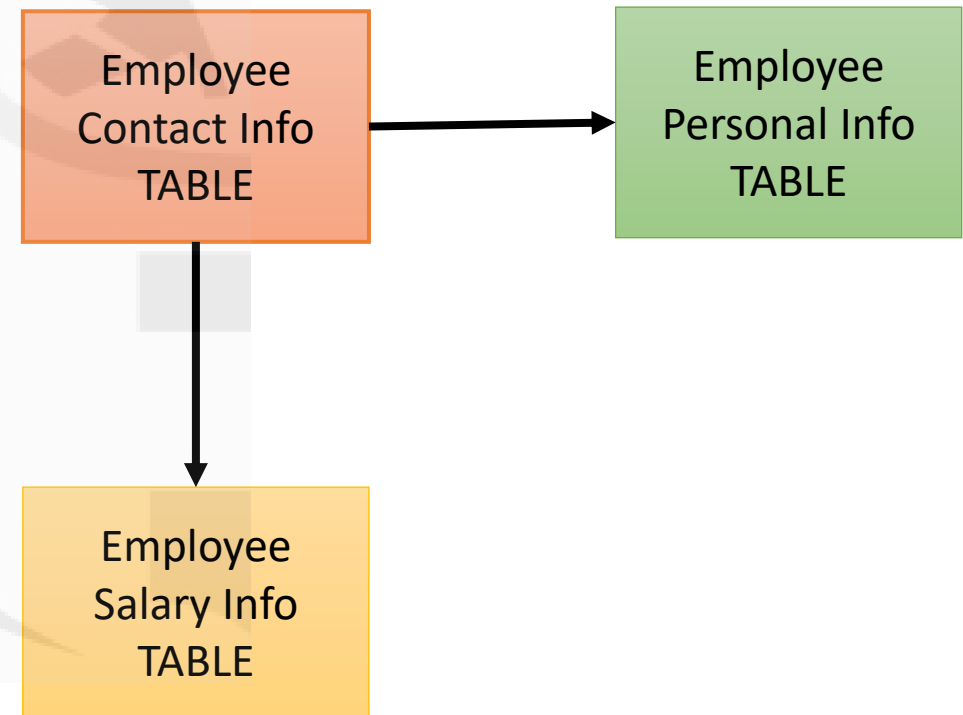 Employee
Contact Info
TABLE
Employee
Personal Info
TABLE
Employee
Salary Info
TABLE